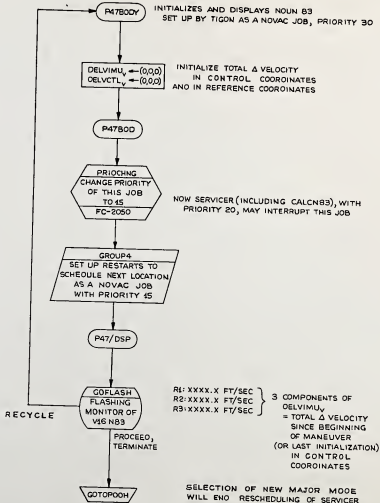 P47BODY
INITIALIZES AND DISPLAYS NOUN 83
SET UP BY TIGON AS A NOVAC JOB, PRIORITY 30
DELVIMUv ← (0,0,0)
DELVCTLv ← (0,0,0)
INITIALIZE TOTAL Δ VELOCITY
IN CONTROL COORDINATES
AND IN REFERENCE COORDINATES
P47BOD
PRIOCHNG
CHANGE PRIORITY
OF THIS JOB
TO 15
FC-2050
NOW SERVICER (INCLUDING CALCN83), WITH
PRIORITY 20, MAY INTERRUPT THIS JOB
GROUP4
SET UP RESTARTS TO
SCHEDULE NEXT LOCATION
AS A NOVAC JOB
WITH PRIORITY 15
P47/DSP
GOFLASH
FLASHING
MONITOR OF
V16 N83
R1: XXXX.X FT/SEC
R2: XXXX.X FT/SEC
R3: XXXX.X FT/SEC
3 COMPONENTS OF
DELVIMUv
= TOTAL Δ VELOCITY
SINCE BEGINNING
OF MANEUVER
(OR LAST INITIALIZATION)
IN CONTROL
COORDINATES
RECYCLE
PROCEED,
TERMINATE
GOTOPOOH
SELECTION OF NEW MAJOR MODE
WILL END RESCHEDULING OF SERVICER